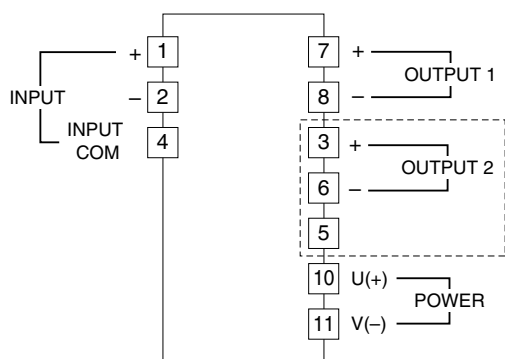 + 1
INPUT
– 2
INPUT
COM
4
7 +
OUTPUT 1
8 –
3 +
OUTPUT 2
6 –
5
10 U(+)
POWER
11 V(–)